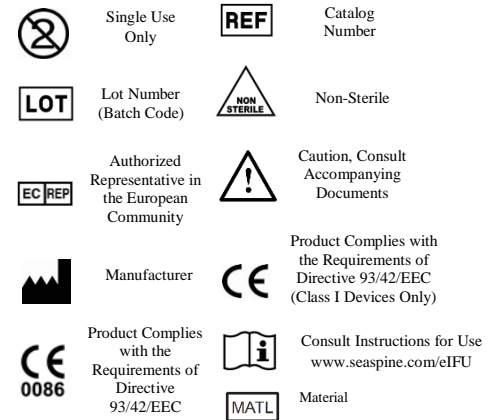 Single Use
Only
REF
Catalog
Number
LOT
Lot Number
(Batch Code)
NON
STERILE
Non-Sterile
EC REP
Authorized
Representative in
the European
Community
Caution, Consult
Accompanying
Documents
Manufacturer
CE
Product Complies with
the Requirements of
Directive 93/42/EEC
(Class I Devices Only)
CE
0086
Product Complies
with the
Requirements of
Directive
93/42/EEC
Consult Instructions for Use
www.seaspine.com/eIFU
MATL
Material